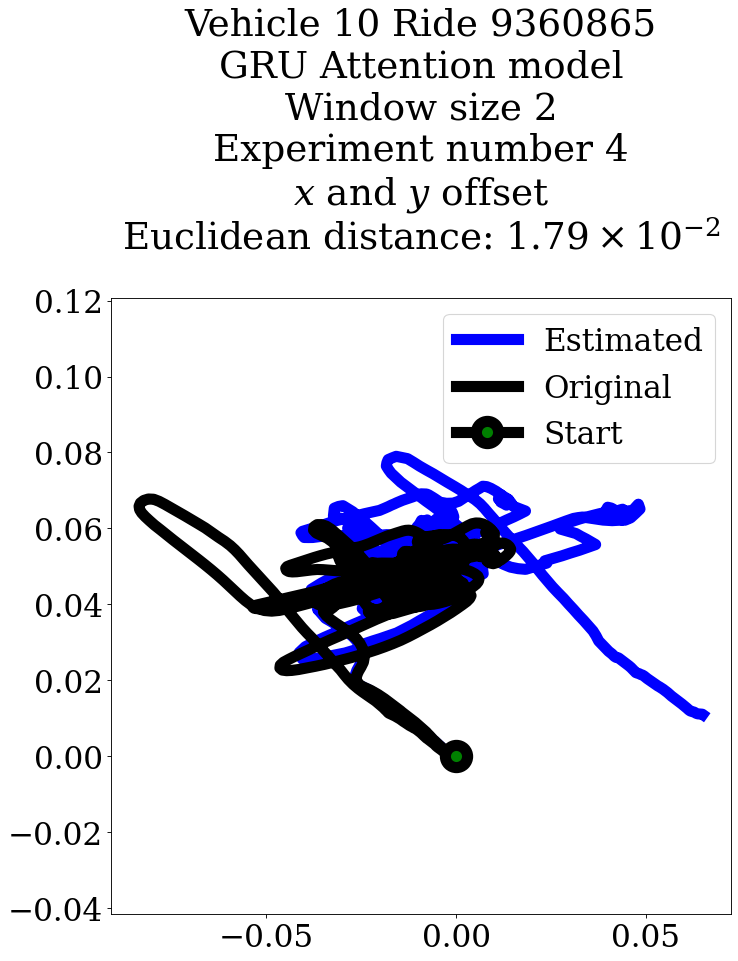 Vehicle 10 Ride 9360865
GRU Attention model
Window size 2
Experiment number 4
x and y offset
Euclidean distance: 1.79 × 10⁻²
Estimated
Original
Start
0.12
0.10
0.08
0.06
0.04
0.02
0.00
−0.02
−0.04
−0.05 0.00 0.05